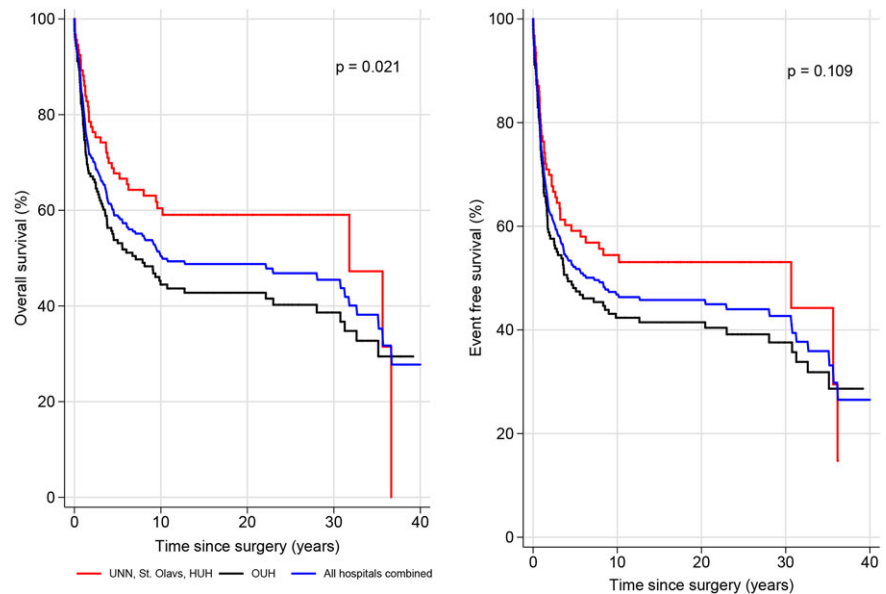 100
80
60
40
20
0
Overall survival (%)
p = 0.021
0 10 20 30 40
Time since surgery (years)
UNN, St. Olavs, HUH OUH All hospitals combined
100
80
60
40
20
0
Event free survival (%)
p = 0.109
0 10 20 30 40
Time since surgery (years)